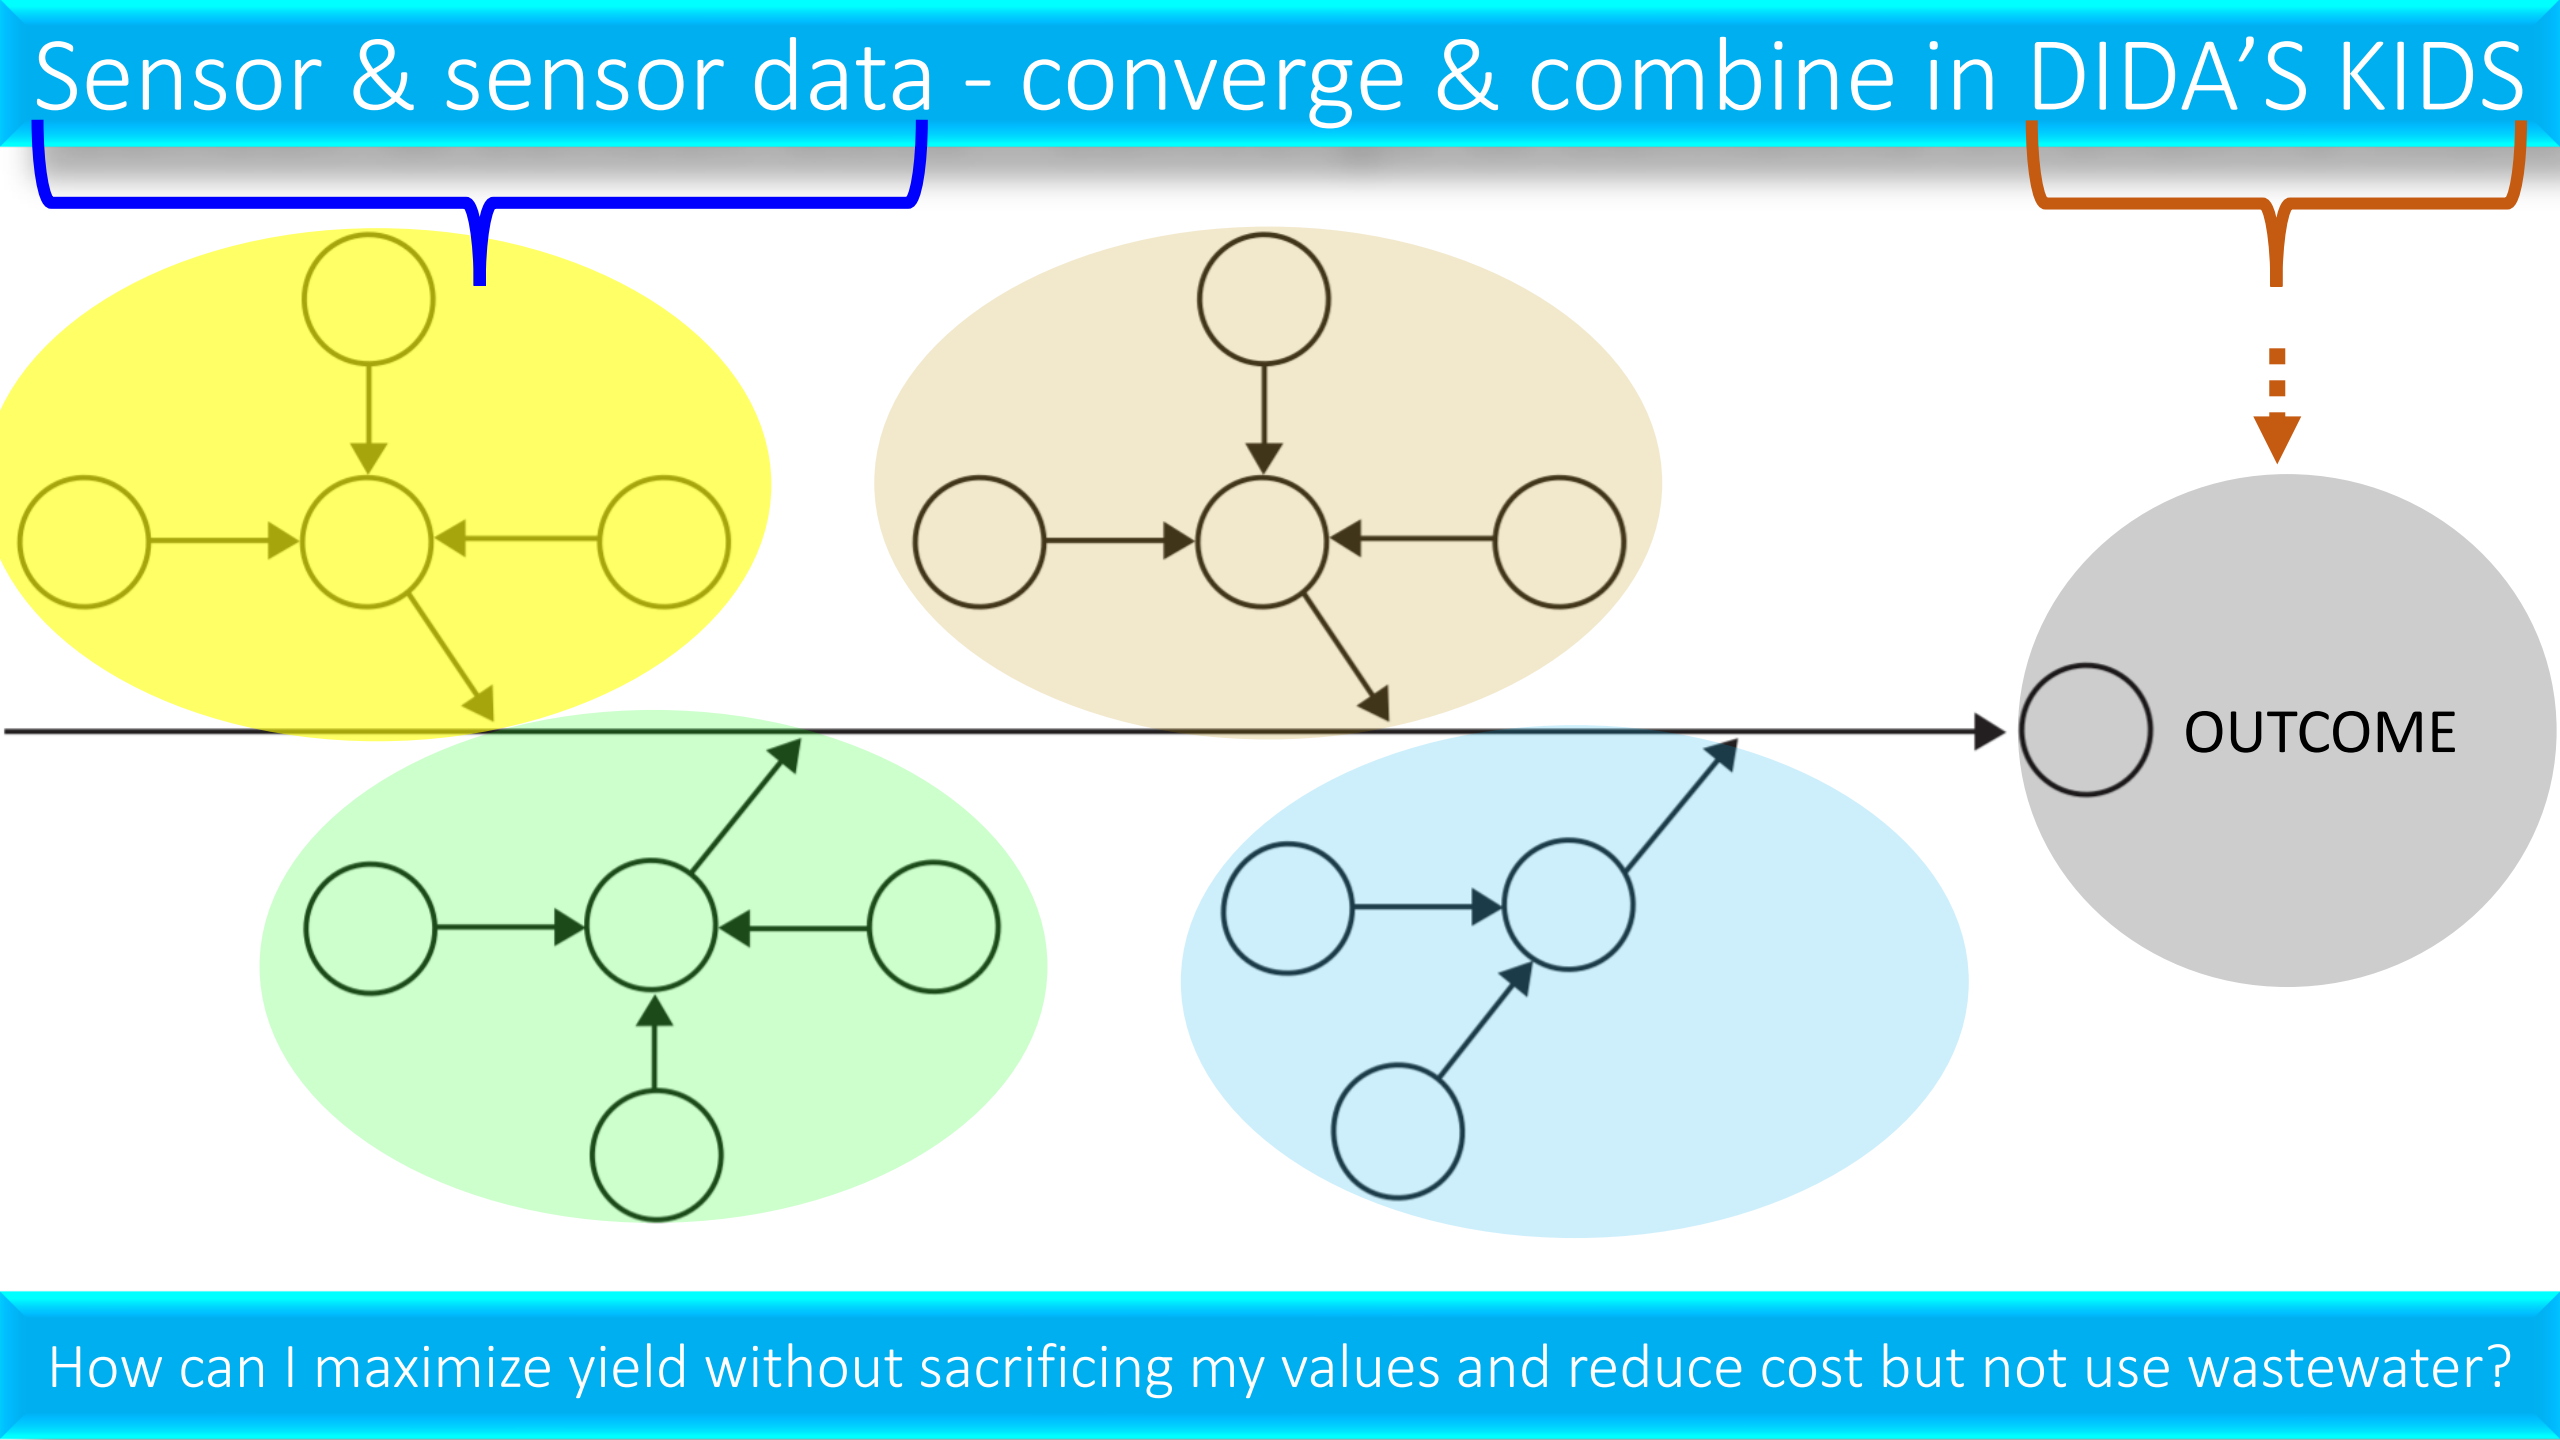 Sensor & sensor data - converge & combine in DIDA’S KIDS
OUTCOME
How can I maximize yield without sacrificing my values and reduce cost but not use wastewater?